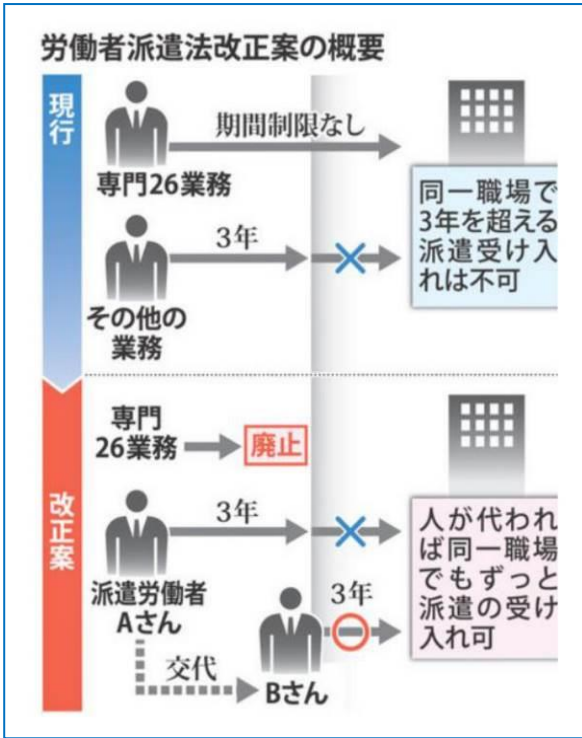 労働者派遣法改正案の概要
現行
期間制限なし
専門26業務
3年
その他の
業務
同一職場で
3年を超える
派遣受け入
れは不可
改正案
専門
26業務
廃止
3年
派遣労働者
Aさん
交代
3年
Bさん
人が代われ
ば同一職場
でもずっと
派遣の受け
入れ可